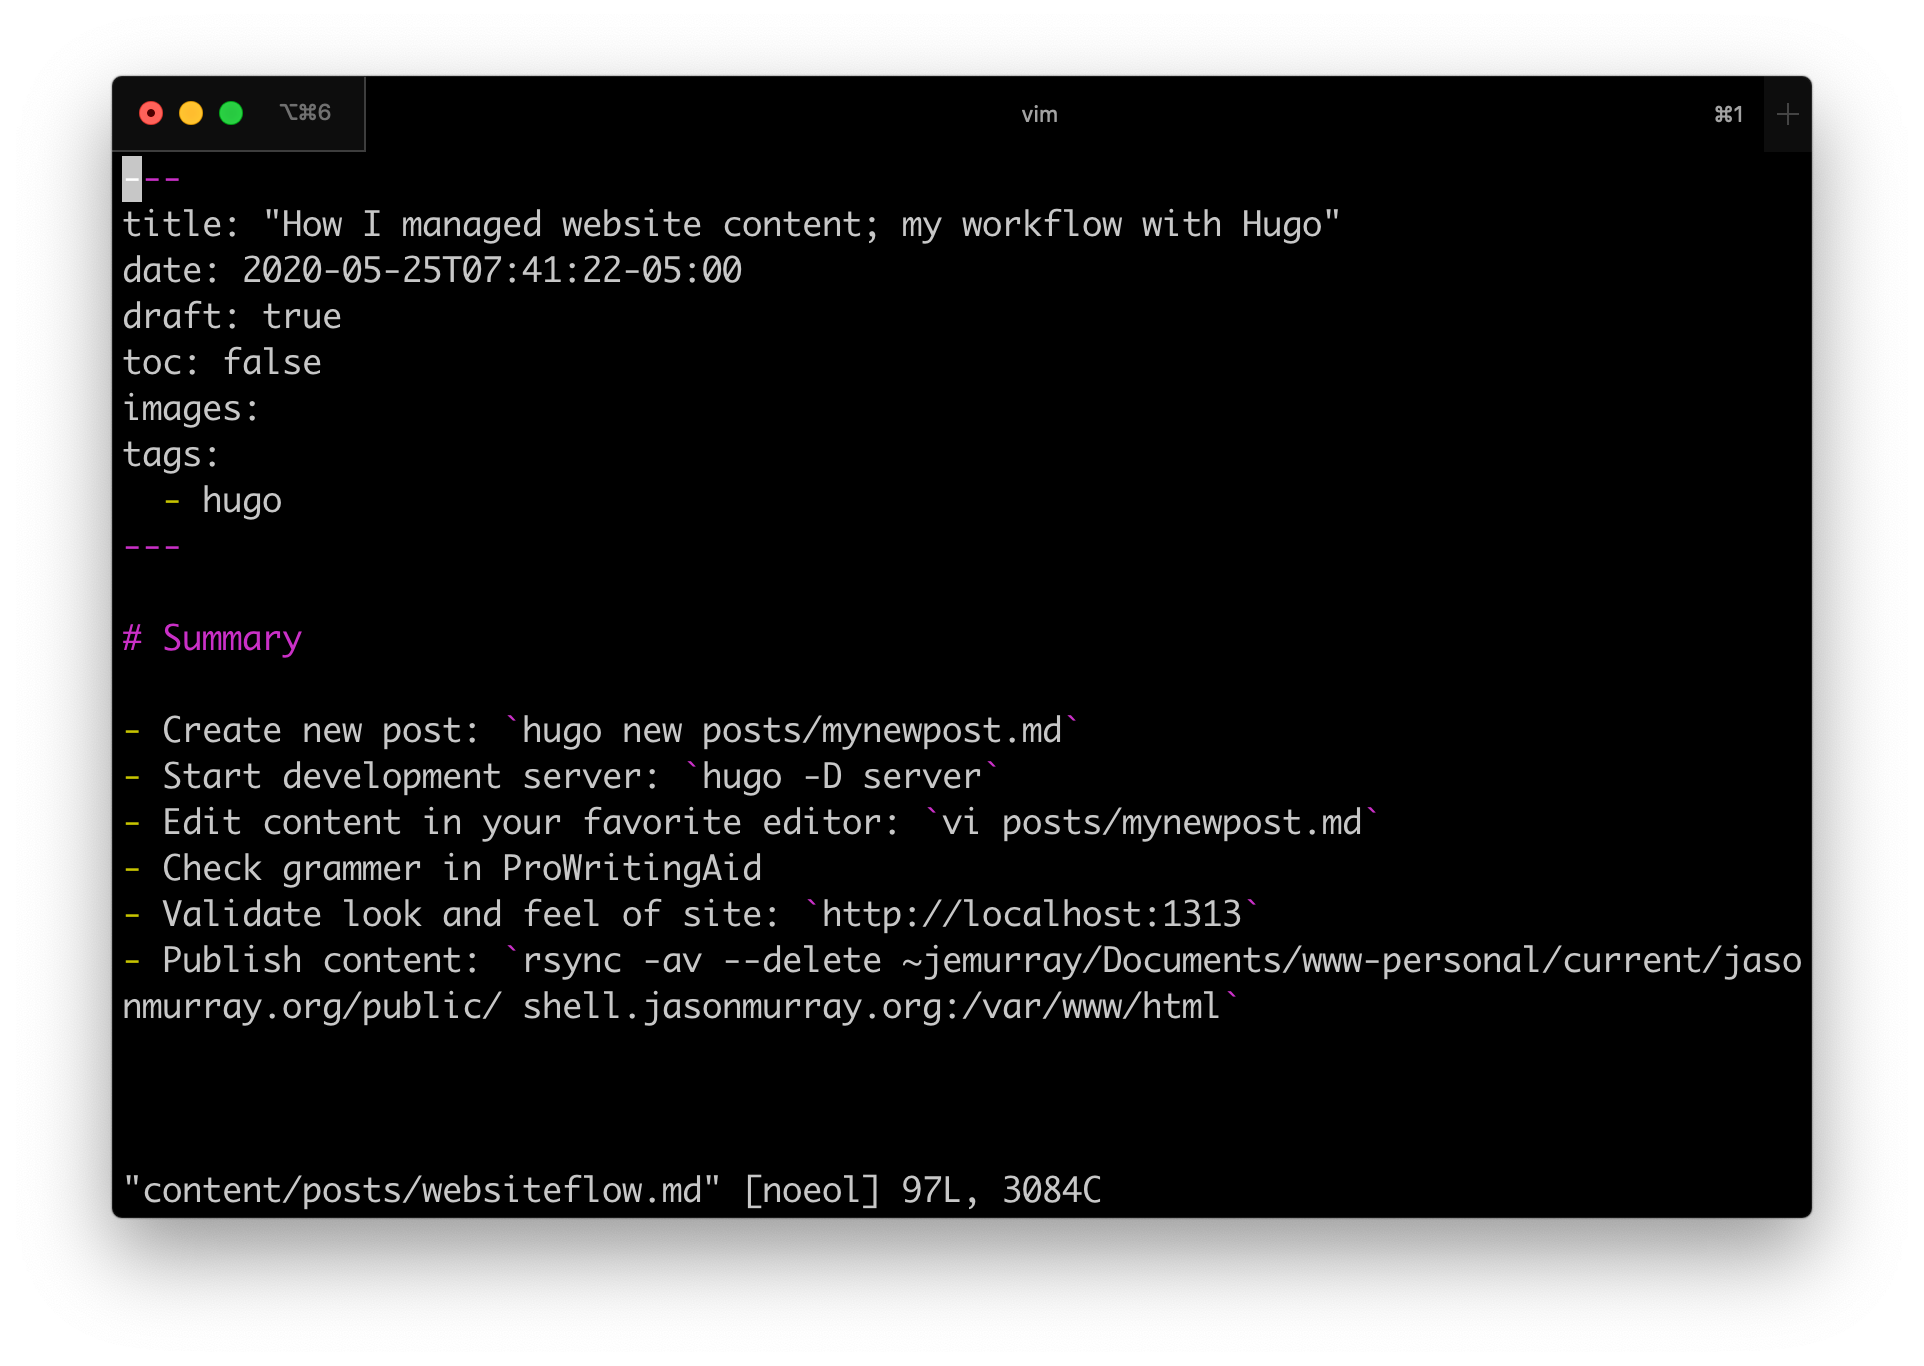 ⌥⌘6 vim ⌘1
---
title: "How I managed website content; my workflow with Hugo"
date: 2020-05-25T07:41:22-05:00
draft: true
toc: false
images:
tags:
  - hugo
---
# Summary
- Create new post: `hugo new posts/mynewpost.md`
- Start development server: `hugo -D server`
- Edit content in your favorite editor: `vi posts/mynewpost.md`
- Check grammer in ProWritingAid
- Validate look and feel of site: `http://localhost:1313`
- Publish content: `rsync -av --delete ~jemurray/Documents/www-personal/current/jaso
nmurray.org/public/ shell.jasonmurray.org:/var/www/html`
"content/posts/websiteflow.md" [noeol] 97L, 3084C